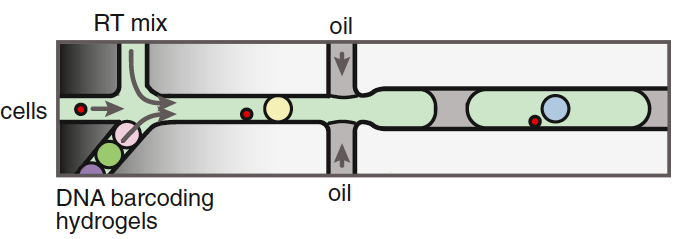 RT mix
oil
cells
DNA barcoding
hydrogels
oil